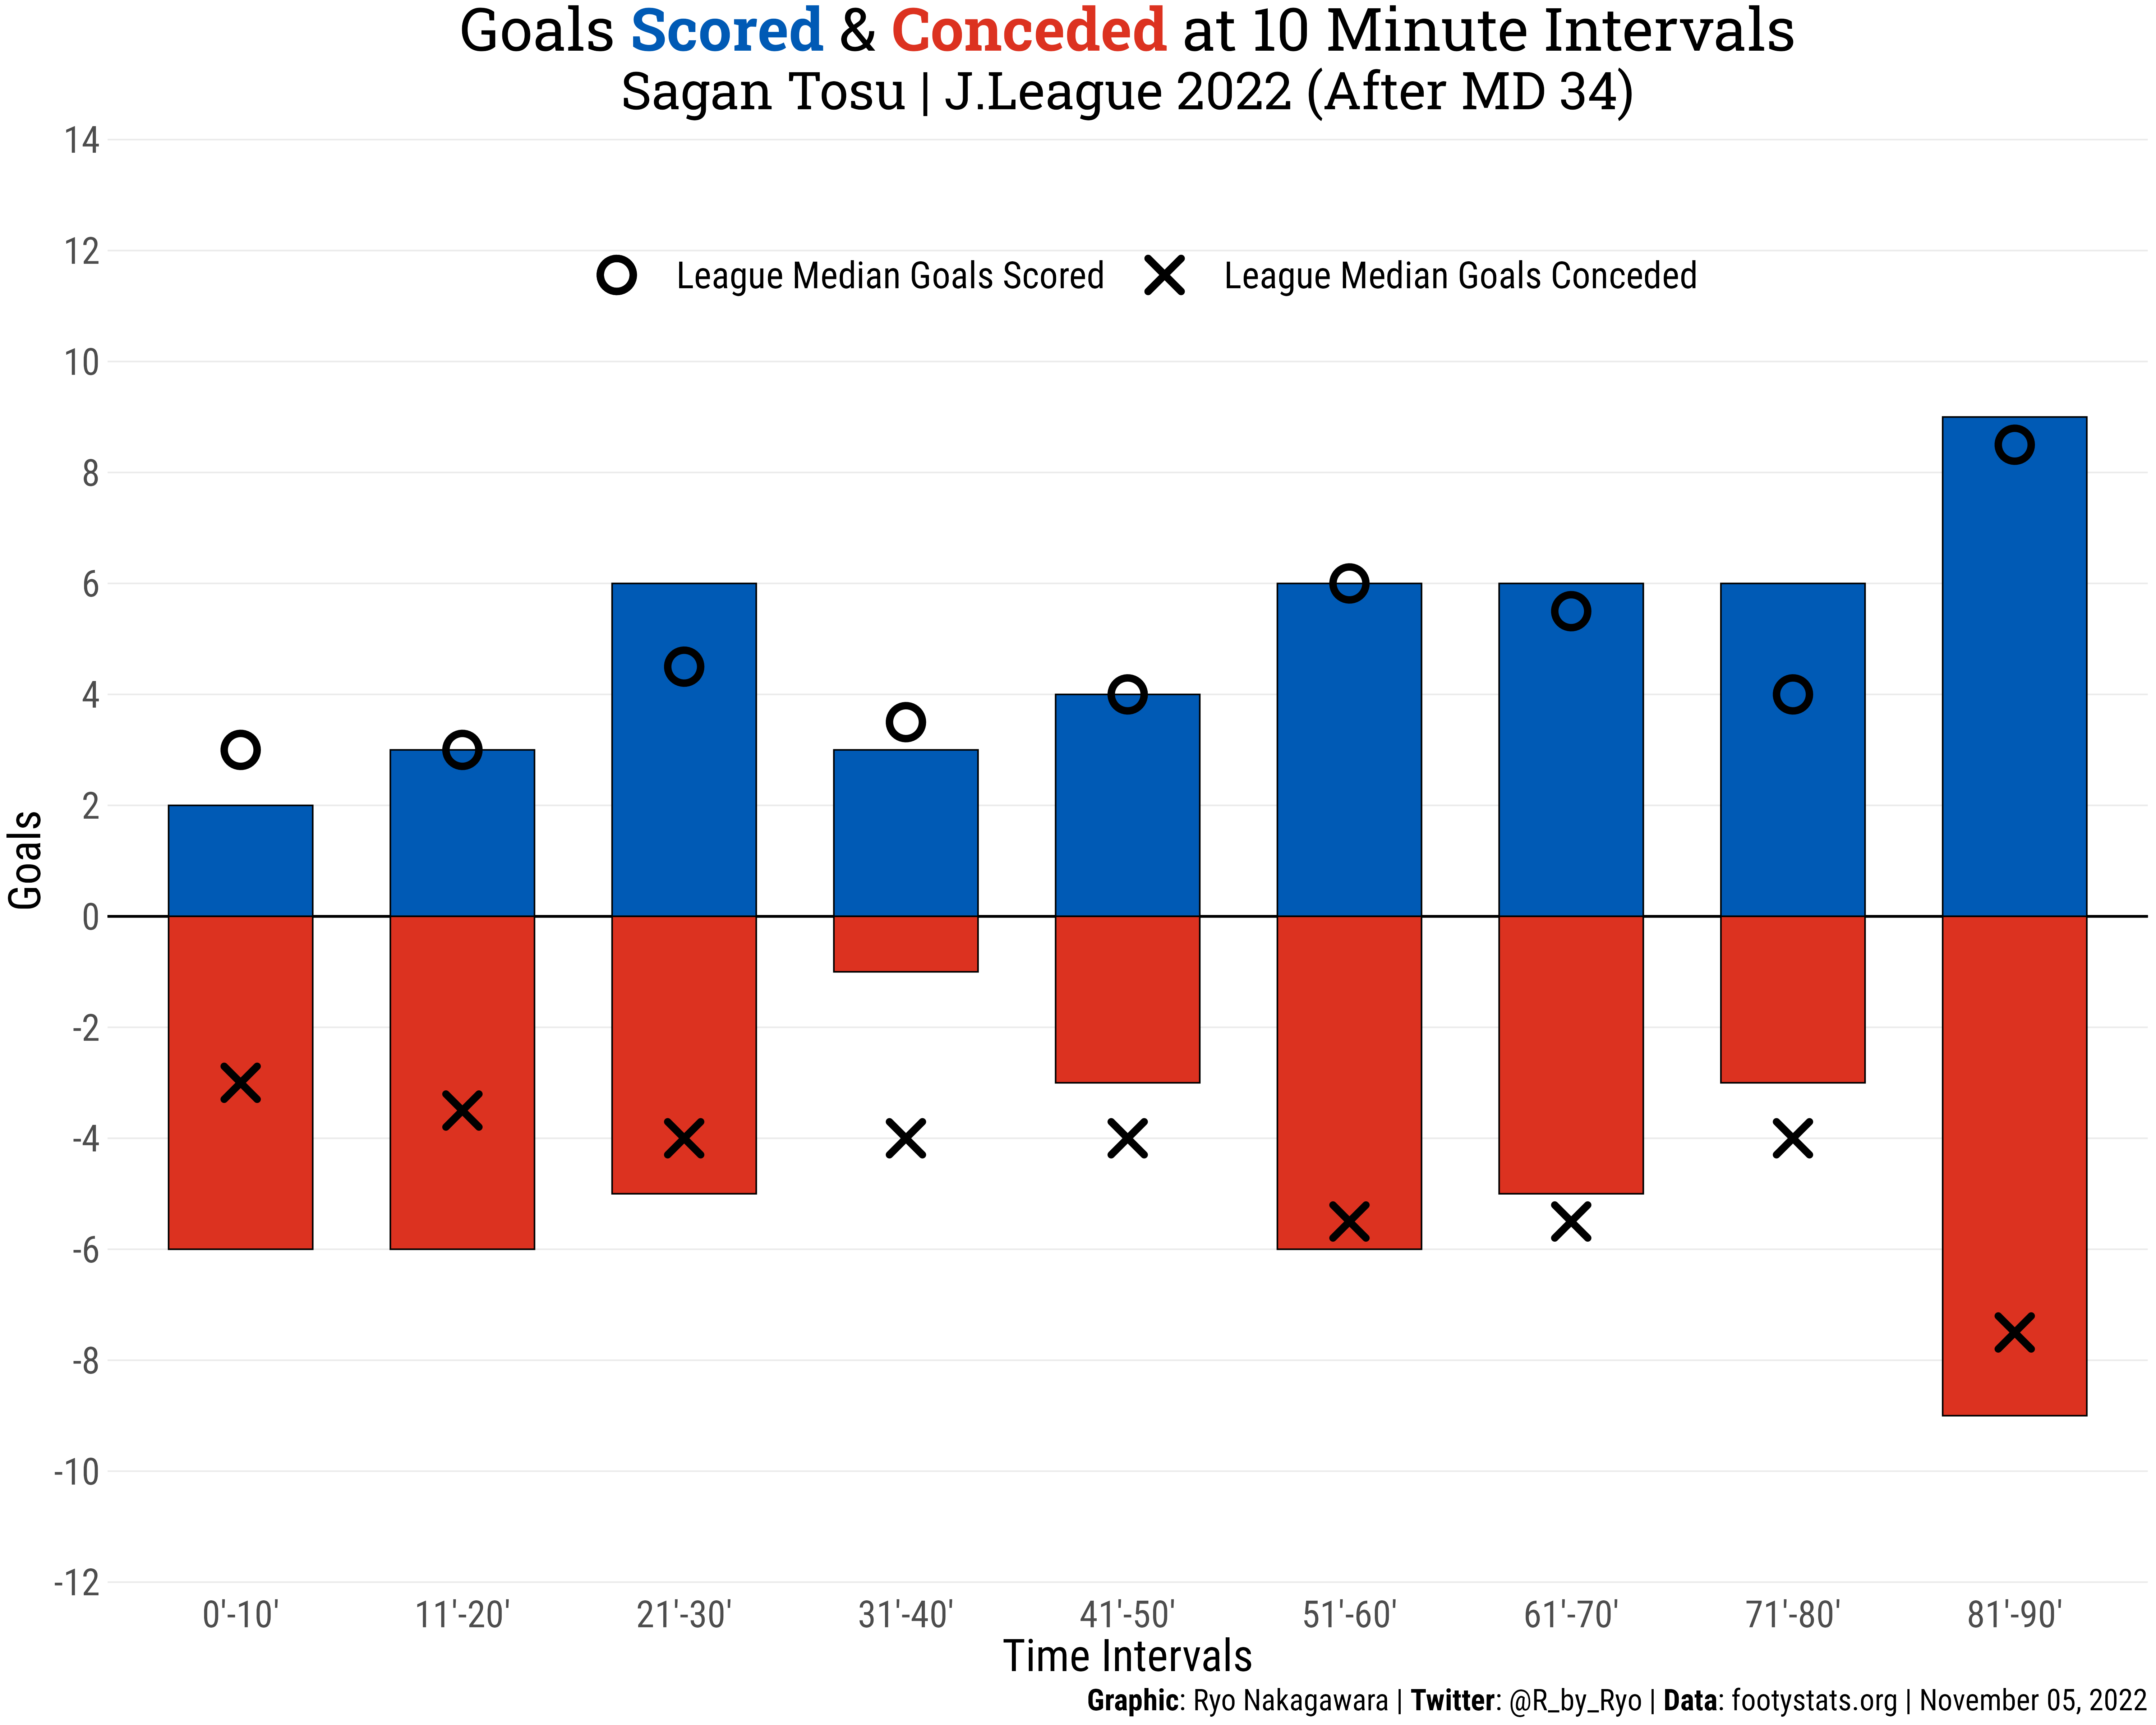 Goals Scored & Conceded at 10 Minute Intervals
Sagan Tosu | J.League 2022 (After MD 34)
14
12
League Median Goals Scored League Median Goals Conceded
10
8
6
4
2
Goals
0
-2
-4
-6
-8
-10
-12
0'-10' 11'-20' 21'-30' 31'-40' 41'-50' 51'-60' 61'-70' 71'-80' 81'-90'
Time Intervals
Graphic: Ryo Nakagawara | Twitter: @R_by_Ryo | Data: footystats.org | November 05, 2022